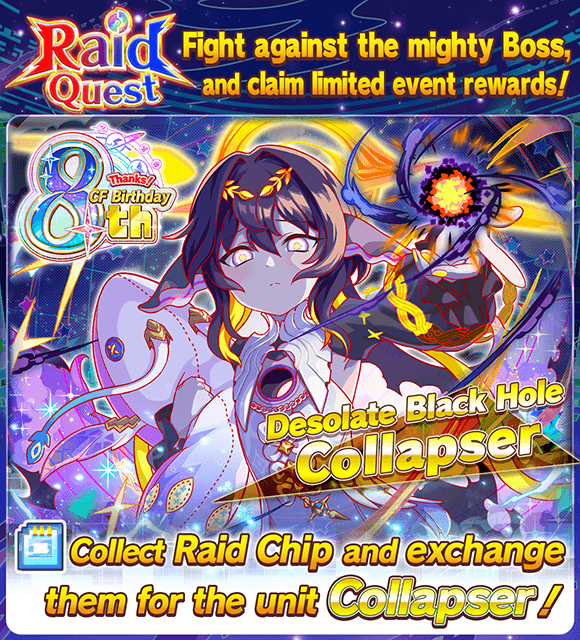 Raid
Quest
Fight against the mighty Boss,
and claim limited event rewards!
8th
Thanks!
CF Birthday
Desolate Black Hole
Collapser
Collect Raid Chip and exchange
them for the unit Collapser!